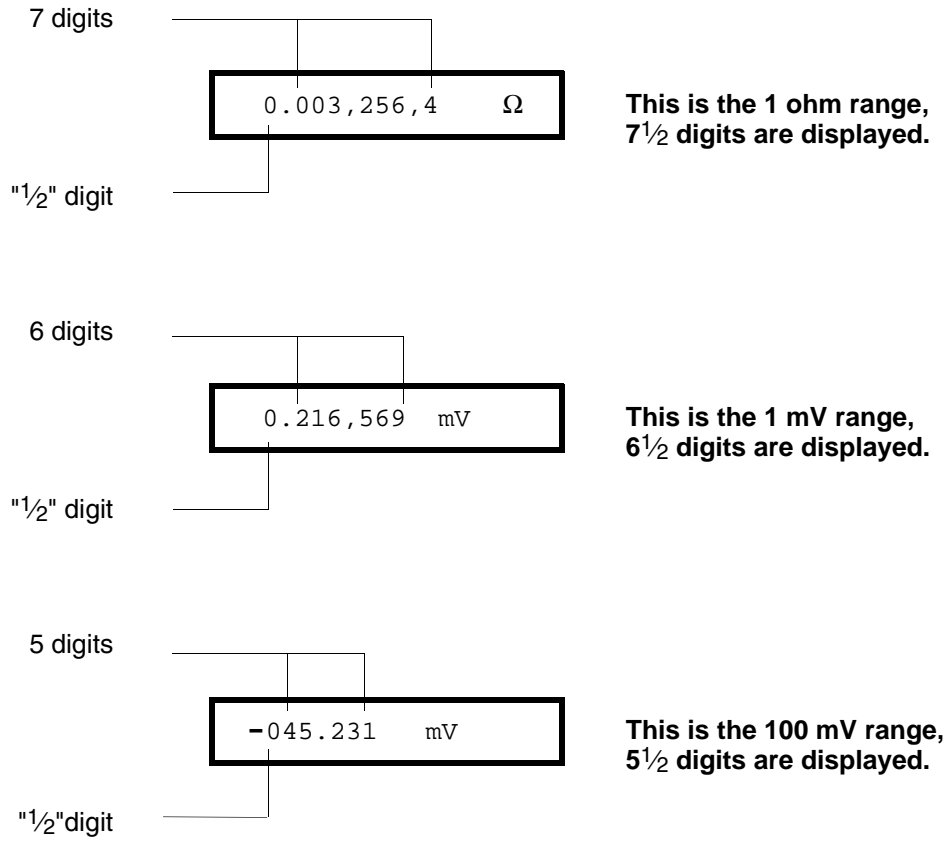 7 digits
0.003,256,4 Ω
This is the 1 ohm range,
7½ digits are displayed.
"½" digit
6 digits
0.216,569 mV
This is the 1 mV range,
6½ digits are displayed.
"½" digit
5 digits
-045.231 mV
This is the 100 mV range,
5½ digits are displayed.
"½"digit